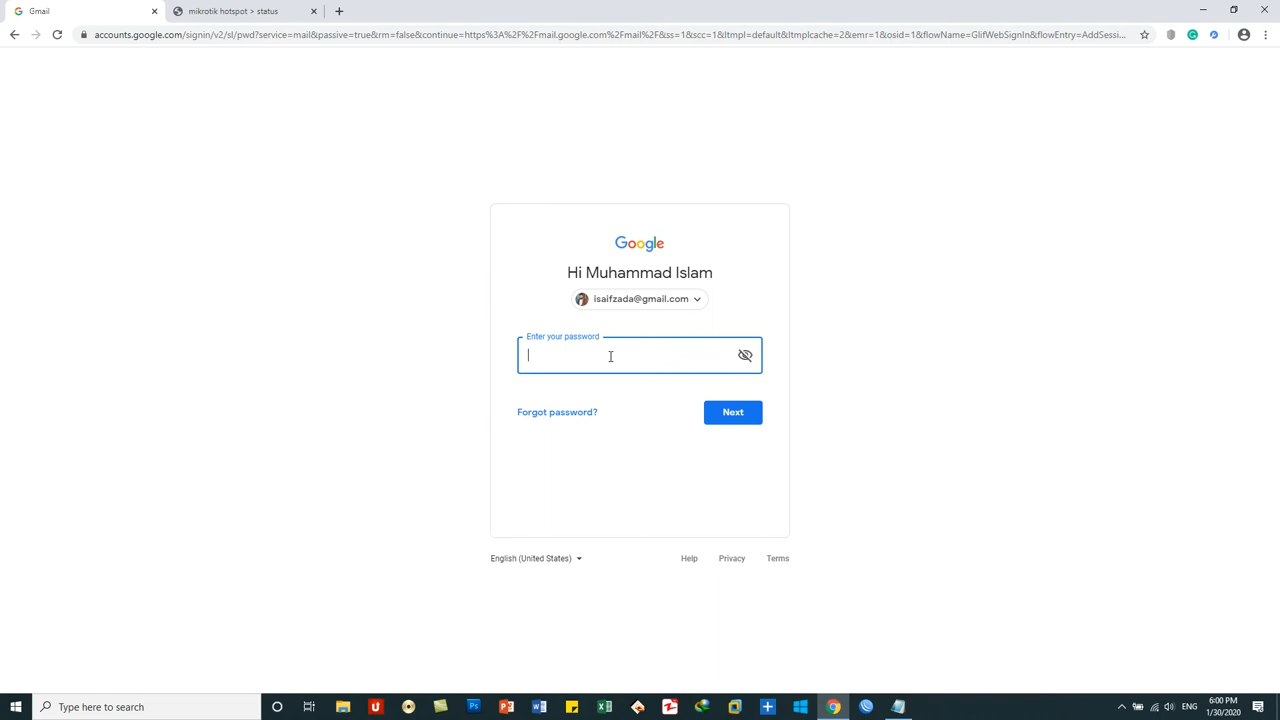 Gmail
mikrotik hotspot > status
accounts.google.com/signin/v2/sl/pwd?service=mail&passive=true&rm=false&continue=https%3A%2F%2Fmail.google.com%2Fmail%2F&ss=1&scc=1&ltmpl=default&ltmplcache=2&emr=1&osid=1&flowName=GlifWebSignIn&flowEntry=AddSessi...
Google
Hi Muhammad Islam
isaifzada@gmail.com
Enter your password
Forgot password?
Next
English (United States)
Help
Privacy
Terms
Type here to search
ENG
6:00 PM
1/30/2020